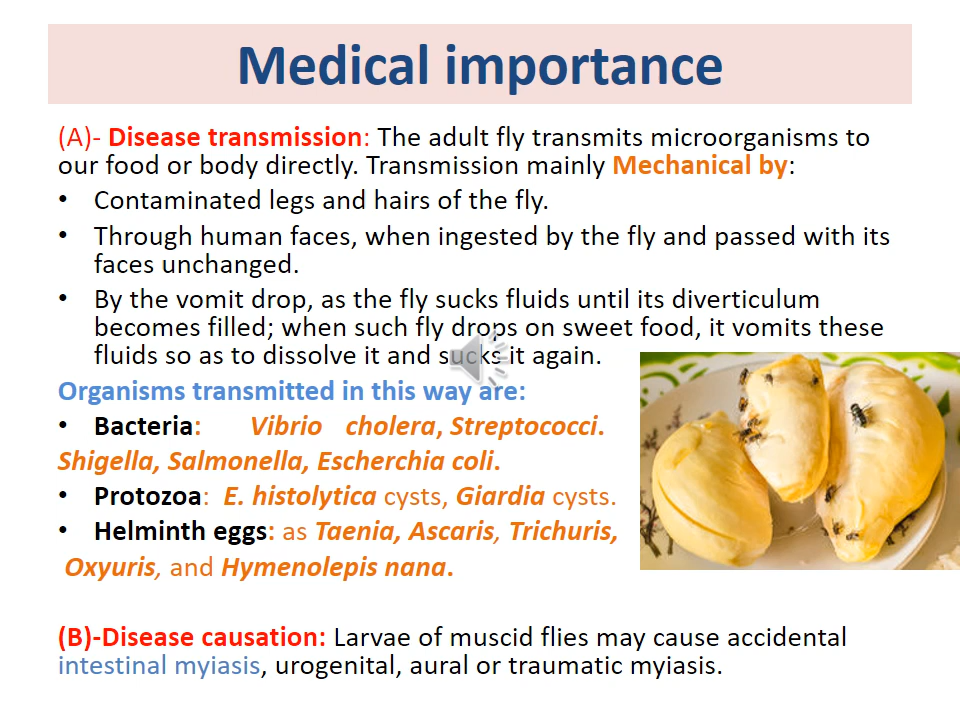 Medical importance
(A)- Disease transmission: The adult fly transmits microorganisms to
our food or body directly. Transmission mainly Mechanical by:
• Contaminated legs and hairs of the fly.
• Through human faces, when ingested by the fly and passed with its
faces unchanged.
• By the vomit drop, as the fly sucks fluids until its diverticulum
becomes filled; when such fly drops on sweet food, it vomits these
fluids so as to dissolve it and sucks it again.
Organisms transmitted in this way are:
• Bacteria: Vibrio cholera, Streptococci.
Shigella, Salmonella, Escherchia coli.
• Protozoa: E. histolytica cysts, Giardia cysts.
• Helminth eggs: as Taenia, Ascaris, Trichuris,
Oxyuris, and Hymenolepis nana.
(B)-Disease causation: Larvae of muscid flies may cause accidental
intestinal myiasis, urogenital, aural or traumatic myiasis.